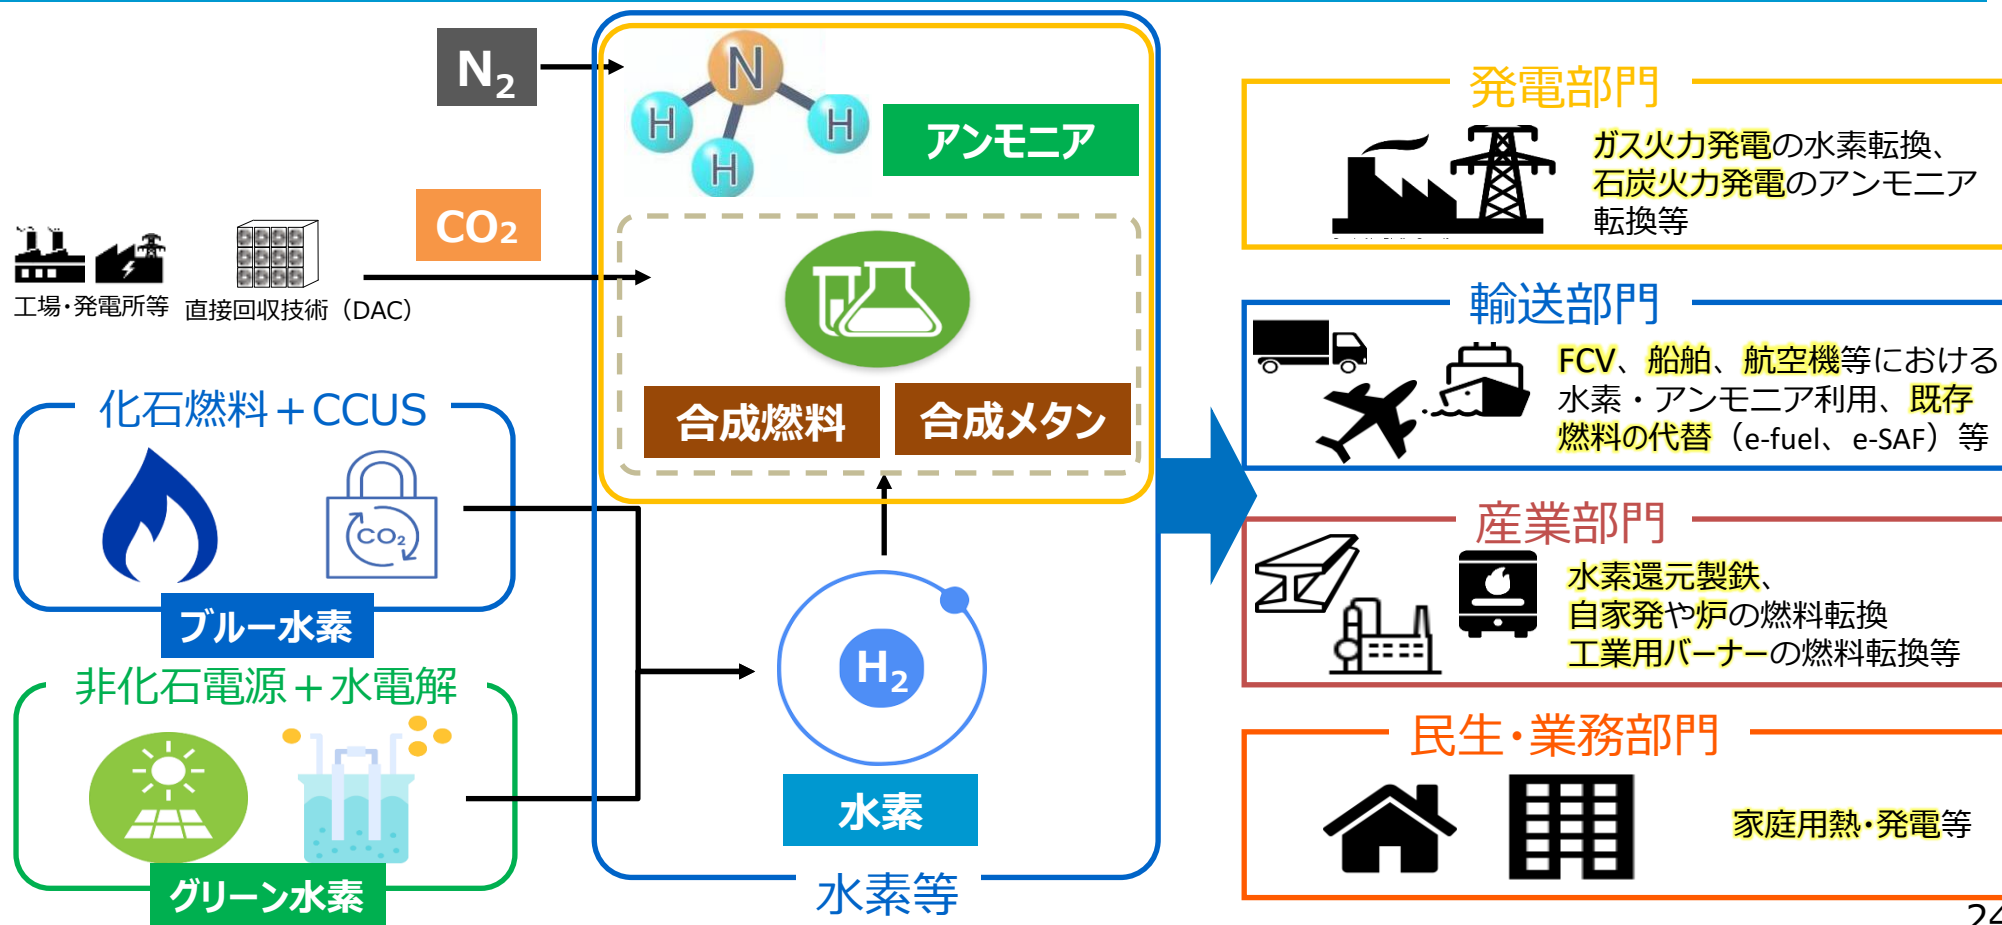 N₂
N
H
H
H
アンモニア
CO₂
工場・発電所等
直接回収技術（DAC）
合成燃料
合成メタン
化石燃料＋CCUS
CO₂
ブルー水素
非化石電源＋水電解
グリーン水素
H₂
水素
水素等
発電部門
ガス火力発電の水素転換、
石炭火力発電のアンモニア
転換等
輸送部門
FCV、船舶、航空機等における
水素・アンモニア利用、既存
燃料の代替（e-fuel、e-SAF）等
産業部門
水素還元製鉄、
自家発や炉の燃料転換
工業用バーナーの燃料転換等
民生・業務部門
家庭用熱・発電等
24